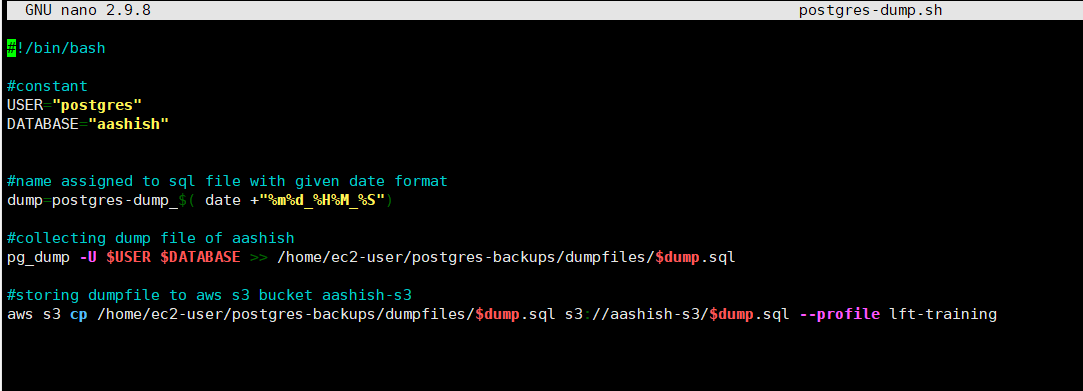 GNU nano 2.9.8 postgres-dump.sh
#!/bin/bash
#constant
USER="postgres"
DATABASE="aashish"
#name assigned to sql file with given date format
dump=postgres-dump_$( date +"%m%d_%H%M_%S")
#collecting dump file of aashish
pg_dump -U $USER $DATABASE >> /home/ec2-user/postgres-backups/dumpfiles/$dump.sql
#storing dumpfile to aws s3 bucket aashish-s3
aws s3 cp /home/ec2-user/postgres-backups/dumpfiles/$dump.sql s3://aashish-s3/$dump.sql --profile lft-training